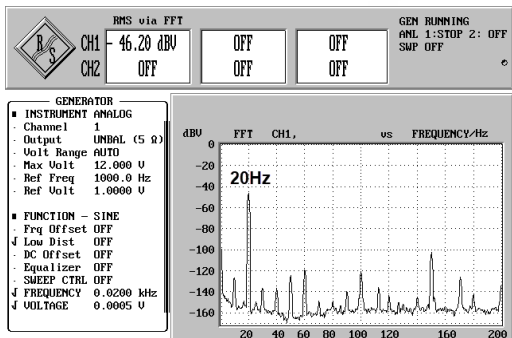 RMS via FFT
R S
CH1 - 46.20 dBV OFF OFF
CH2 OFF OFF OFF
GEN RUNNING
ANL 1:STOP 2: OFF
SWP OFF
GENERATOR
INSTRUMENT ANALOG
Channel 1
Output UNBAL (5 Ω)
Volt Range AUTO
Max Volt 12.000 V
Ref Freq 1000.0 Hz
Ref Volt 1.0000 V
FUNCTION – SINE
Frq Offset OFF
Low Dist OFF
DC Offset OFF
Equalizer OFF
SWEEP CTRL OFF
FREQUENCY 0.0200 kHz
VOLTAGE 0.0005 V
dBV FFT CH1, vs FREQUENCY/Hz
0
-20
20Hz
-40
-60
-80
-100
-120
-140
-160
20 40 60 80 100 120 160 200